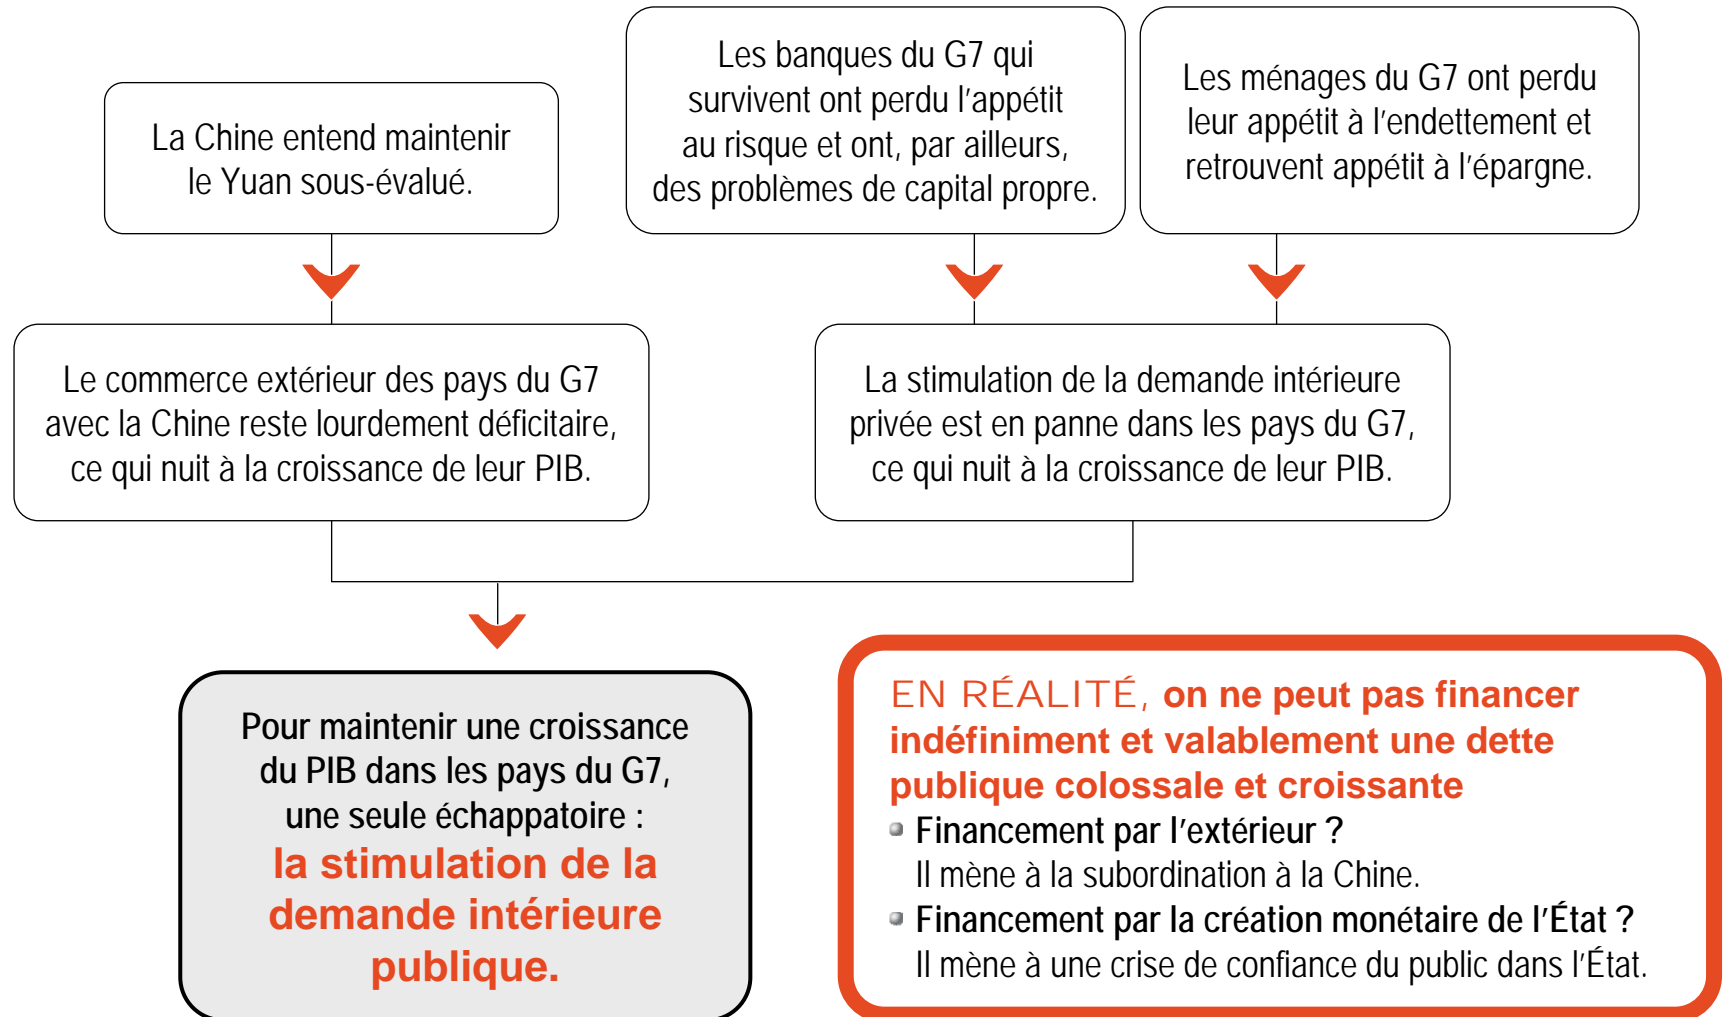 La Chine entend maintenir
le Yuan sous-évalué.
Les banques du G7 qui
survivent ont perdu l'appétit
au risque et ont, par ailleurs,
des problèmes de capital propre.
Les ménages du G7 ont perdu
leur appétit à l'endettement et
retrouvent appétit à l'épargne.
Le commerce extérieur des pays du G7
avec la Chine reste lourdement déficitaire,
ce qui nuit à la croissance de leur PIB.
La stimulation de la demande intérieure
privée est en panne dans les pays du G7,
ce qui nuit à la croissance de leur PIB.
Pour maintenir une croissance
du PIB dans les pays du G7,
une seule échappatoire :
la stimulation de la
demande intérieure
publique.
EN RÉALITÉ, on ne peut pas financer
indéfiniment et valablement une dette
publique colossale et croissante
Financement par l'extérieur ?
Il mène à la subordination à la Chine.
Financement par la création monétaire de l'État ?
Il mène à une crise de confiance du public dans l'État.